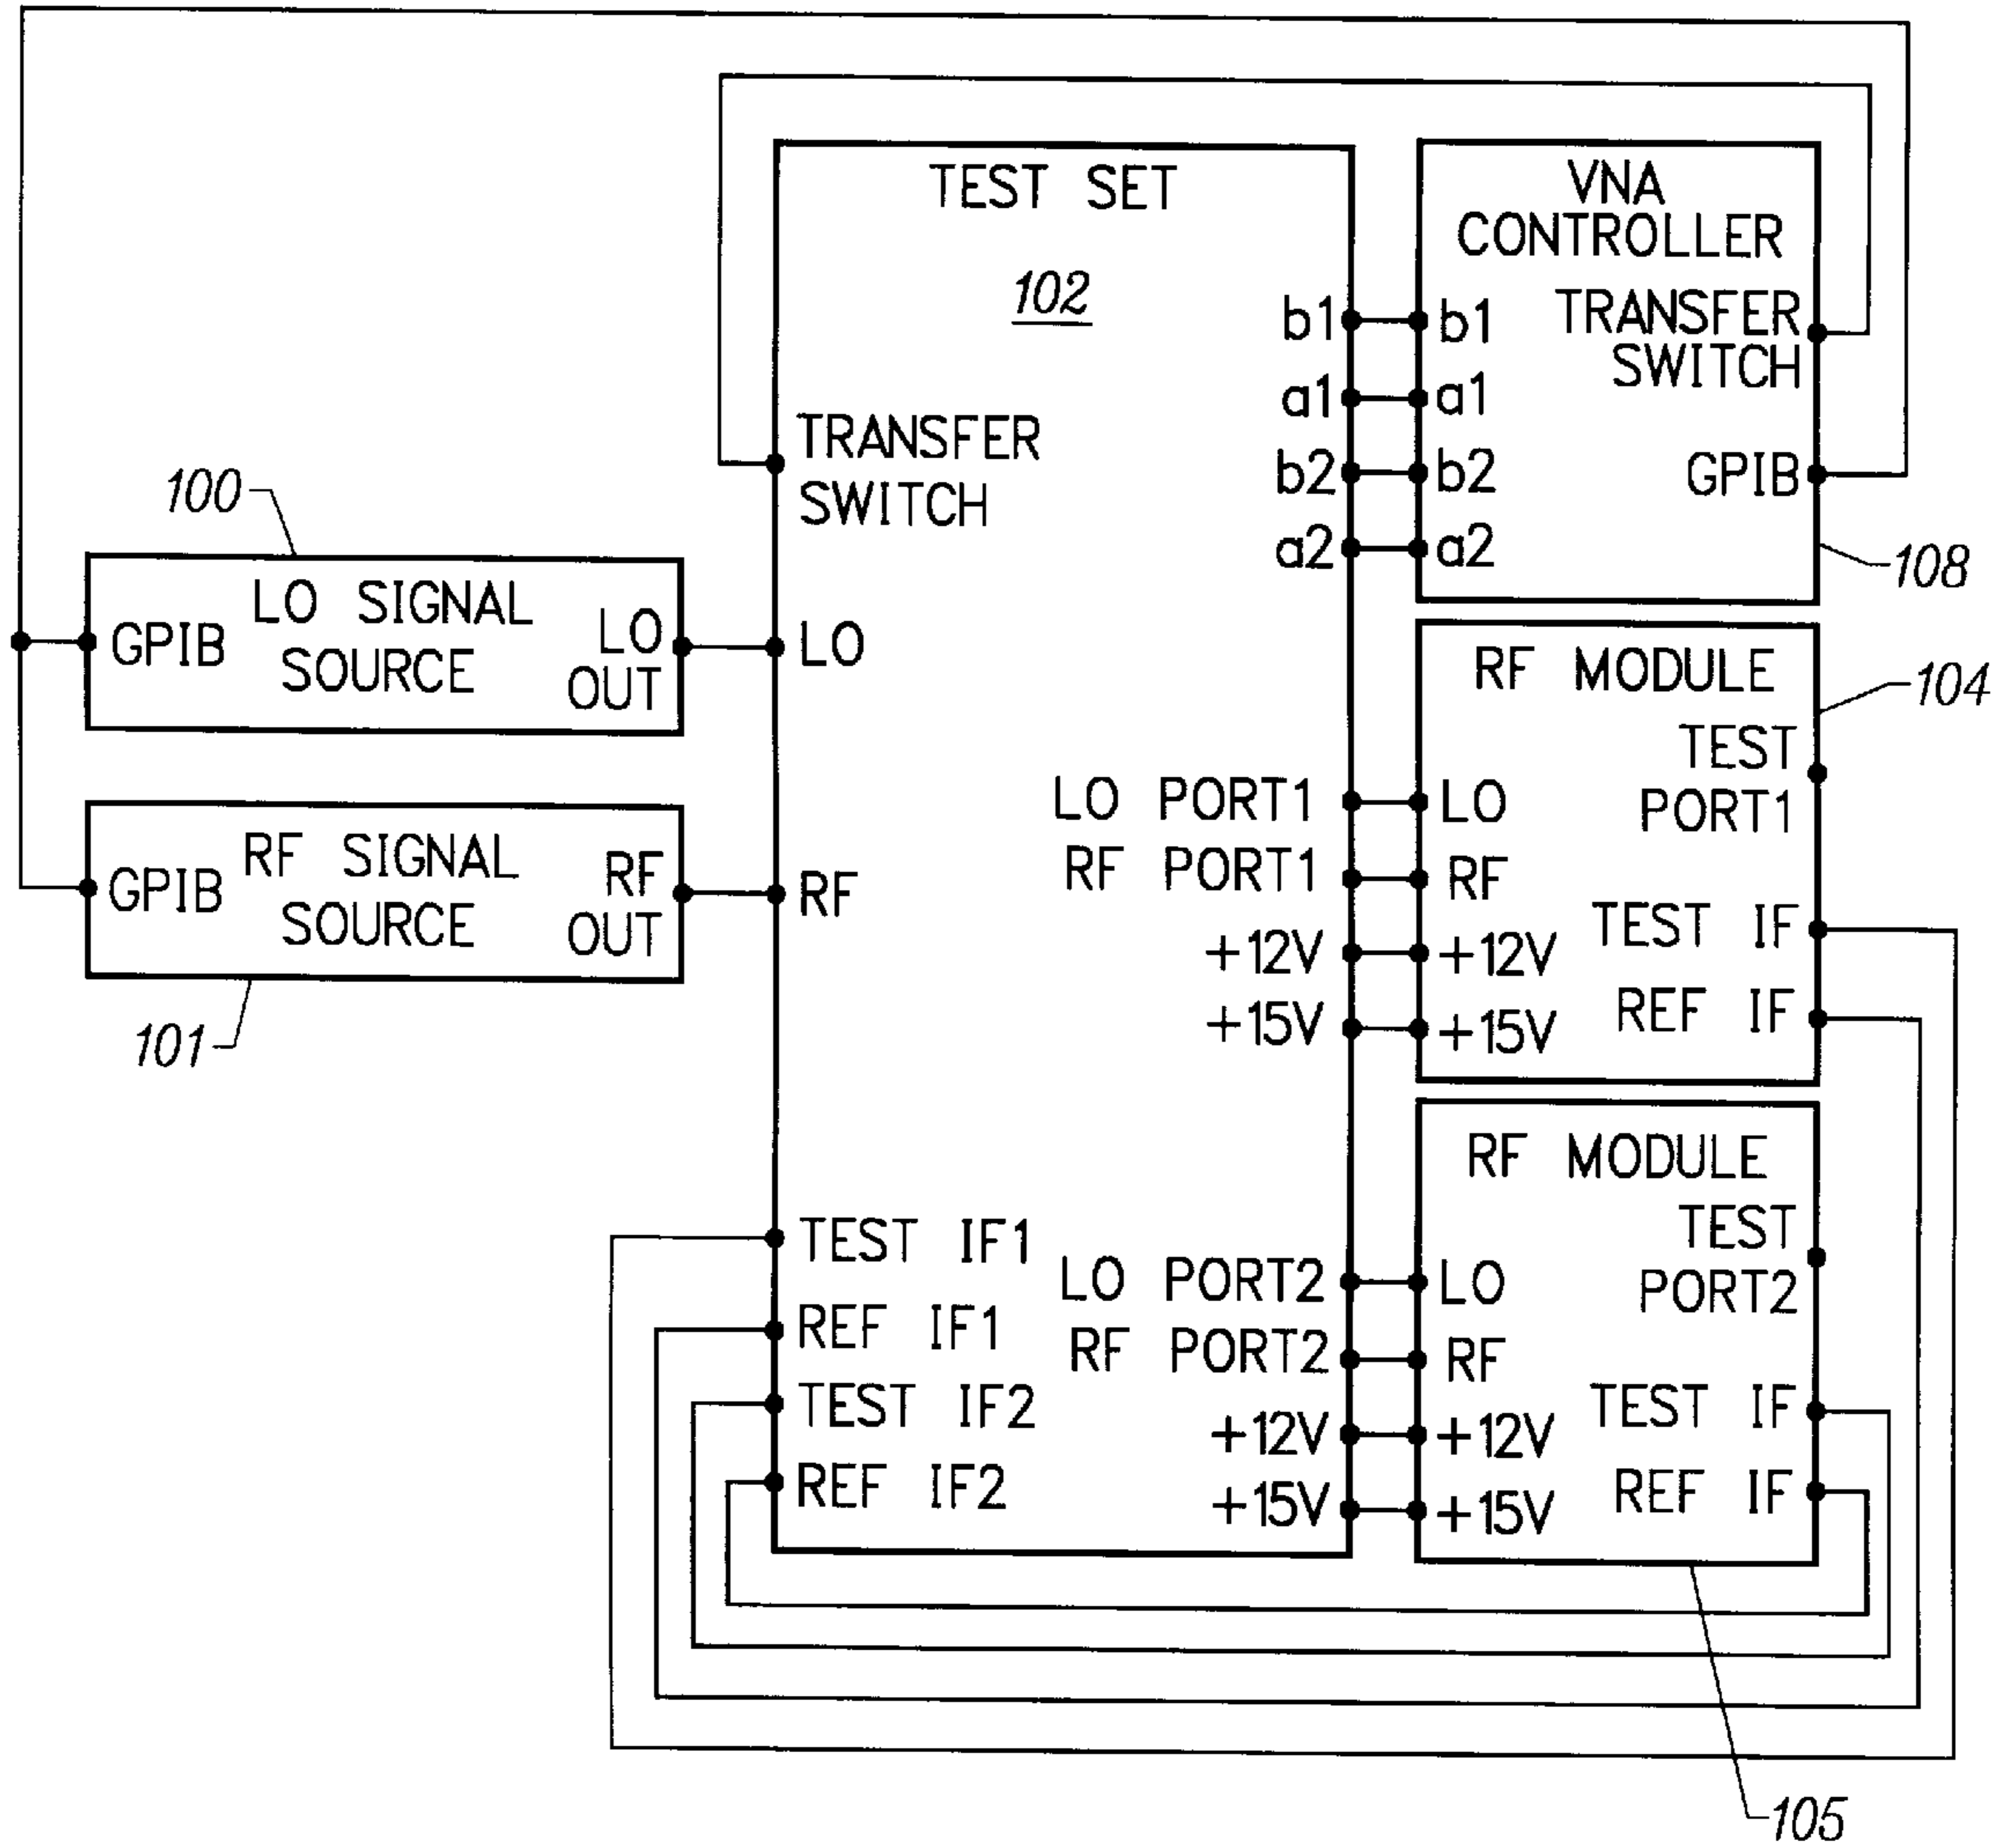 TEST SET
102
TRANSFER
SWITCH
LO
RF
TEST IF1
REF IF1
TEST IF2
REF IF2
b1
a1
b2
a2
LO PORT1
RF PORT1
+12V
+15V
LO PORT2
RF PORT2
+12V
+15V
VNA
CONTROLLER
b1
a1
b2
a2
TRANSFER
SWITCH
GPIB
108
100
LO SIGNAL
SOURCE
GPIB
LO
OUT
RF SIGNAL
SOURCE
GPIB
RF
OUT
101
RF MODULE
104
TEST
PORT1
LO
RF
+12V
+15V
TEST IF
REF IF
RF MODULE
TEST
PORT2
LO
RF
+12V
+15V
TEST IF
REF IF
105